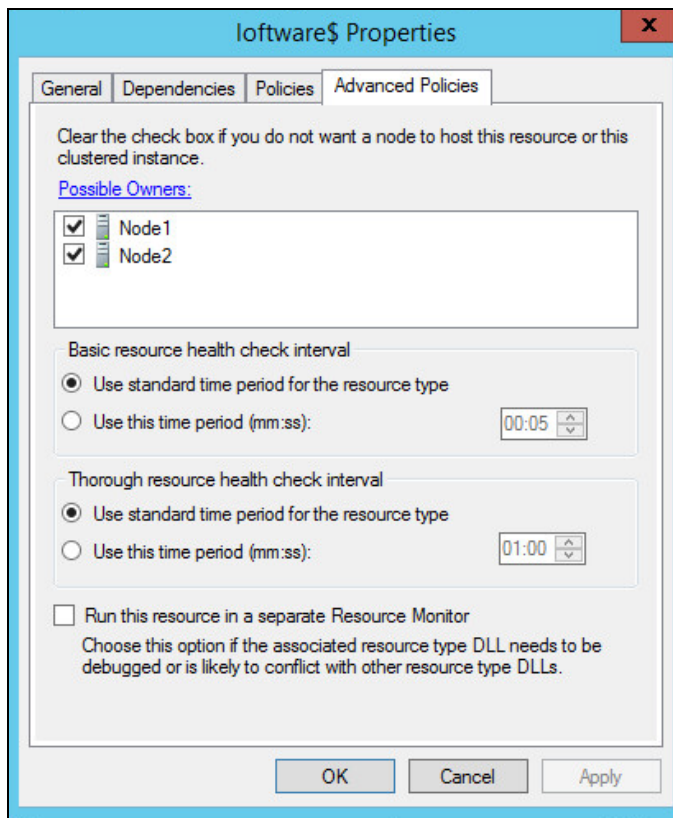 loftware$ Properties
x
General Dependencies Policies Advanced Policies
Clear the check box if you do not want a node to host this resource or this
clustered instance.
Possible Owners:
Node1
Node2
Basic resource health check interval
Use standard time period for the resource type
Use this time period (mm:ss): 00:05
Thorough resource health check interval
Use standard time period for the resource type
Use this time period (mm:ss): 01:00
Run this resource in a separate Resource Monitor
Choose this option if the associated resource type DLL needs to be
debugged or is likely to conflict with other resource type DLLs.
OK Cancel Apply